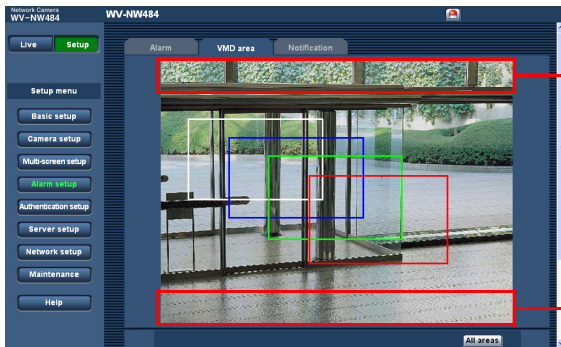 Network Camera
WV-NW484
WV-NW484
Live
Setup
Alarm
VMD area
Notification
Setup menu
Basic setup
Camera setup
Multi-screen setup
Alarm setup
Authentication setup
Server setup
Network setup
Maintenance
Help
All areas